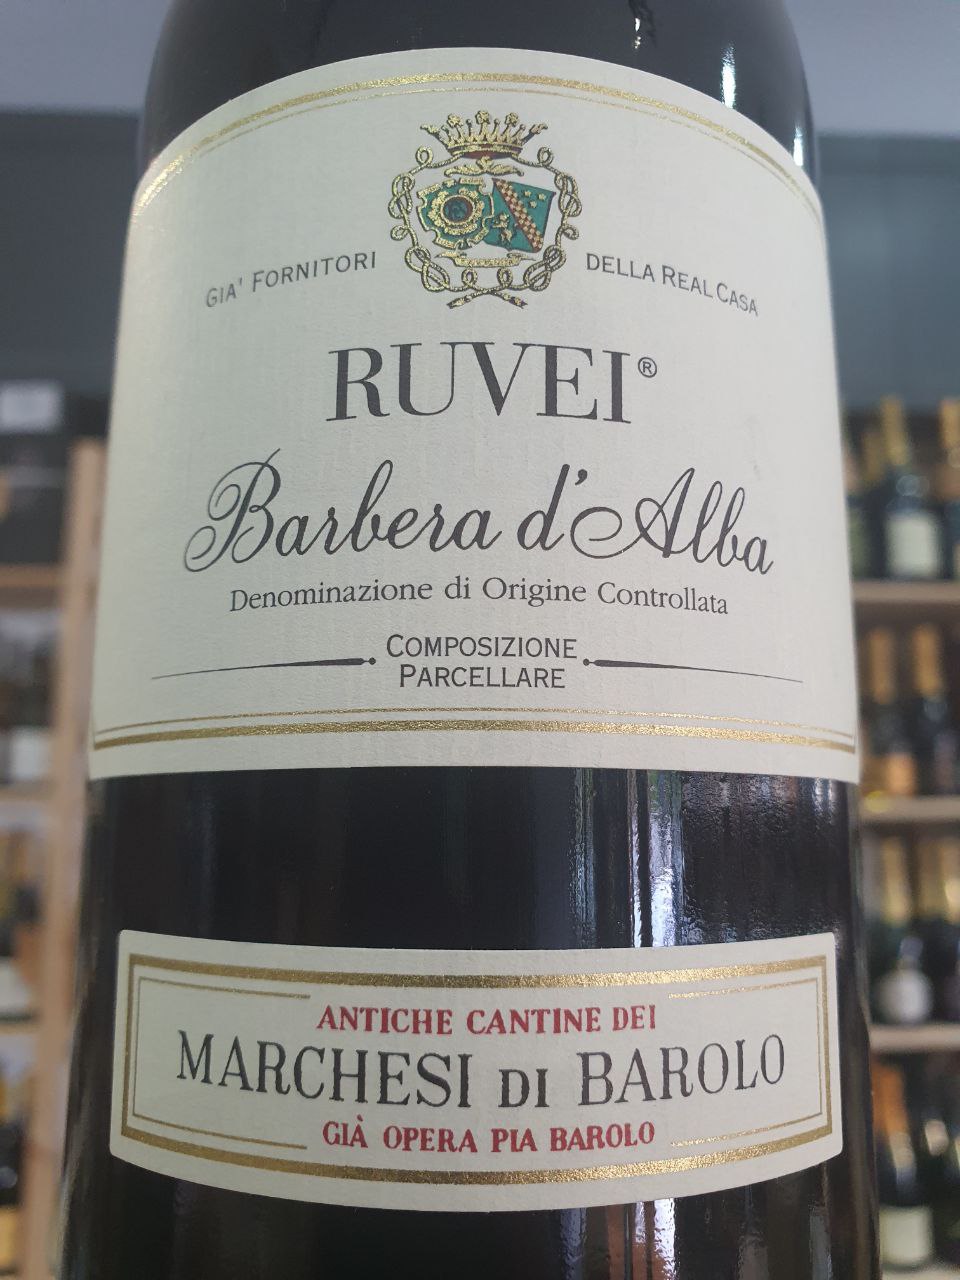 GIA' FORNITORI DELLA REAL CASA
RUVEI®
Barbera d'Alba
Denominazione di Origine Controllata
COMPOSIZIONE
PARCELLARE
ANTICHE CANTINE DEI
MARCHESI DI BAROLO
GIÀ OPERA PIA BAROLO